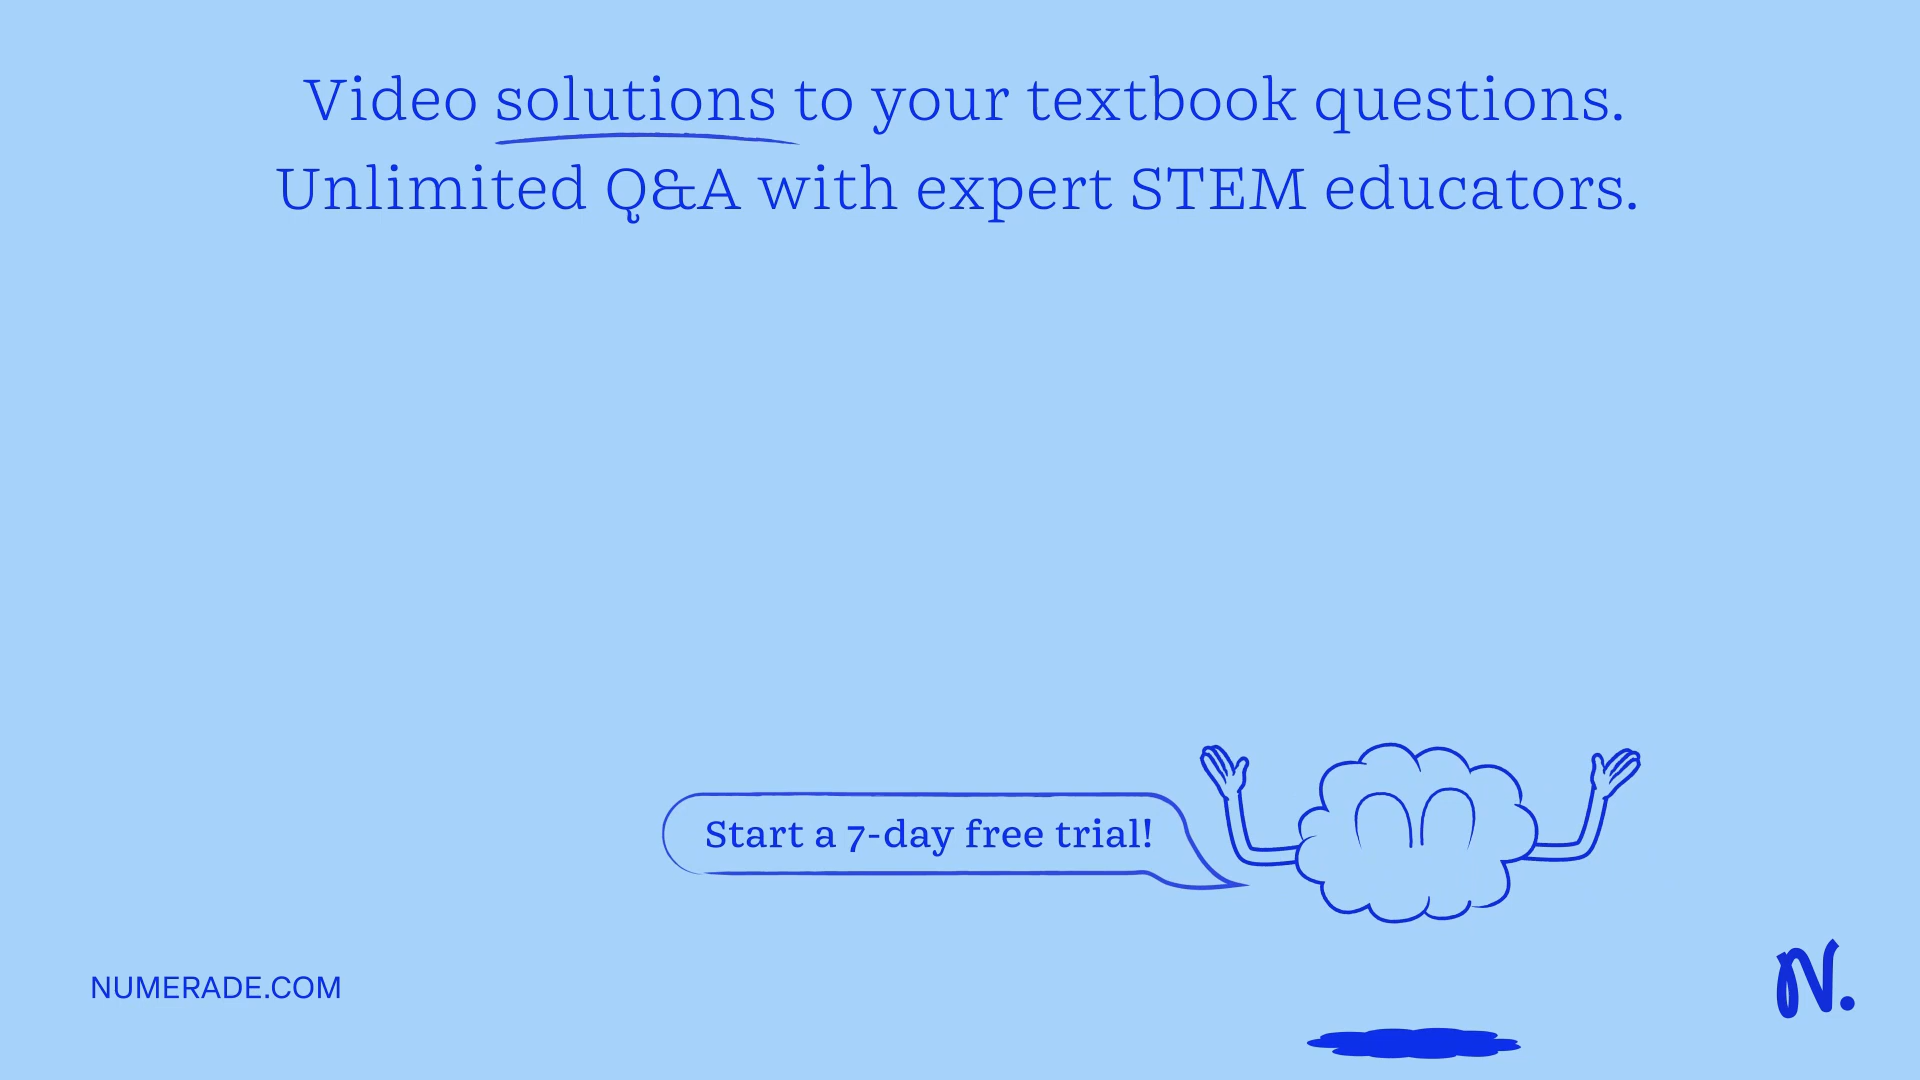 Video solutions to your textbook questions.
Unlimited Q&A with expert STEM educators.
Start a 7-day free trial!
NUMERADE.COM
N.